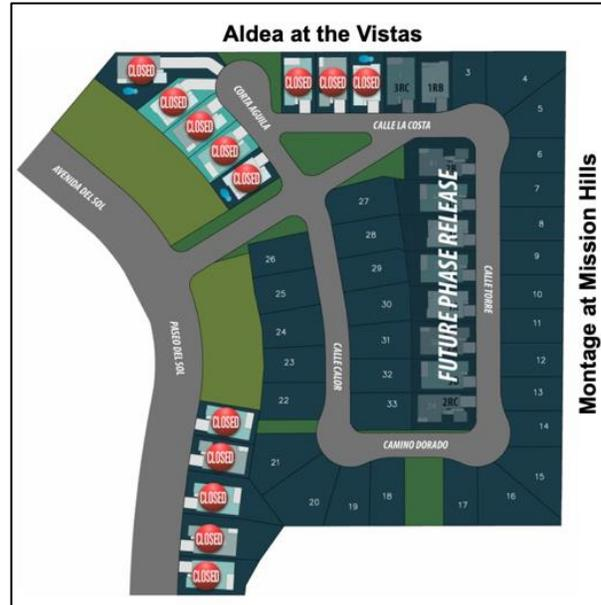 Aldea at the Vistas
CLOSED
CLOSED
CLOSED
CLOSED
3RC
1RB
3
4
CLOSED
CORTA AGUILA
5
CLOSED
CALLE LA COSTA
CLOSED
6
CLOSED
AVENIDA DEL SOL
7
27
8
28
26
29
9
25
30
10
24
31
11
23
32
12
22
33
13
2RC
14
FUTURE PHASE RELEASE
CALLE TORRE
Montage at Mission Hills
PASEO DEL SOL
CALLE CALOR
CLOSED
CAMINO DORADO
CLOSED
21
15
CLOSED
20
19
18
17
16
CLOSED
CLOSED